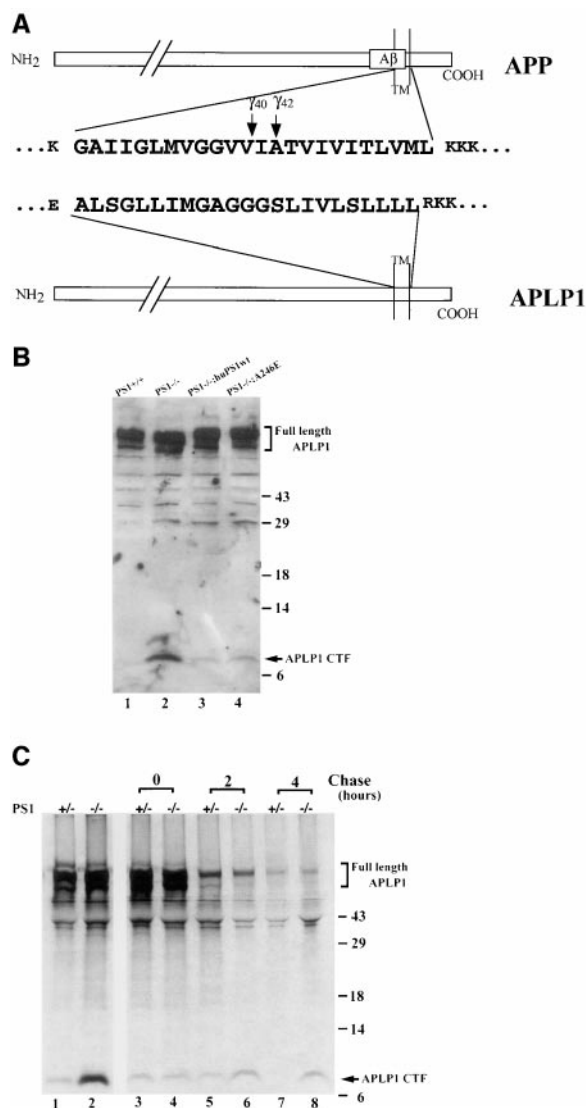 A
NH2
Aβ
COOH
APP
TM
γ40 γ42
...K GAIIGLMVGGVVIATVIVITLVML KKK...
...E ALSGLLIMGAGGGSLIVLSLLLL RKK...
TM
NH2
COOH
APLP1
B
PS1+/+ PS1-/- PS1-/-;huPS1wt PS1-/-;A246E
Full length
APLP1
43
29
18
14
APLP1 CTF
6
1 2 3 4
C
0 2 4 Chase
(hours)
PS1 +/- -/- +/- -/- +/- -/- +/- -/-
Full length
APLP1
43
29
18
14
APLP1 CTF
6
1 2 3 4 5 6 7 8